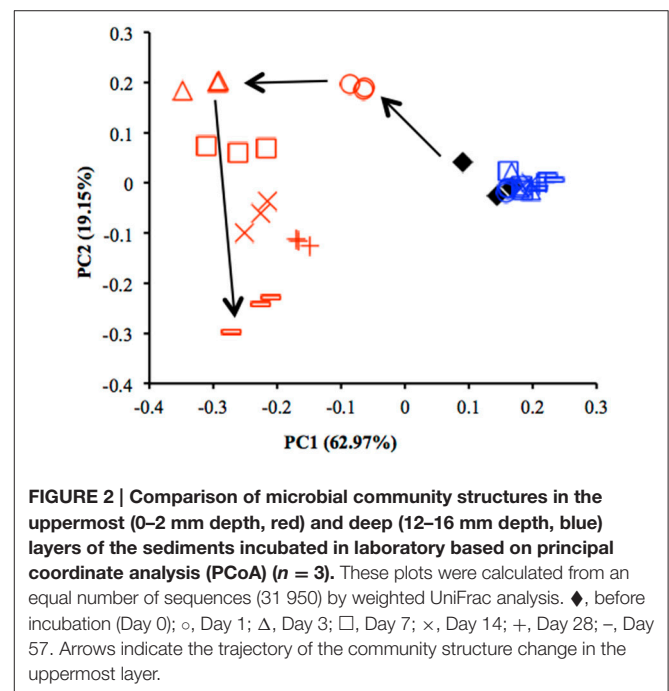 0.3
0.2
0.1
0
-0.1
-0.2
-0.3
-0.4
PC2 (19.15%)
-0.4 -0.3 -0.2 -0.1 0 0.1 0.2 0.3
PC1 (62.97%)
FIGURE 2 | Comparison of microbial community structures in the
uppermost (0–2 mm depth, red) and deep (12–16 mm depth, blue)
layers of the sediments incubated in laboratory based on principal
coordinate analysis (PCoA) (n = 3). These plots were calculated from an
equal number of sequences (31 950) by weighted UniFrac analysis. ♦, before
incubation (Day 0); ○, Day 1; Δ, Day 3; □, Day 7; ×, Day 14; +, Day 28; –, Day
57. Arrows indicate the trajectory of the community structure change in the
uppermost layer.